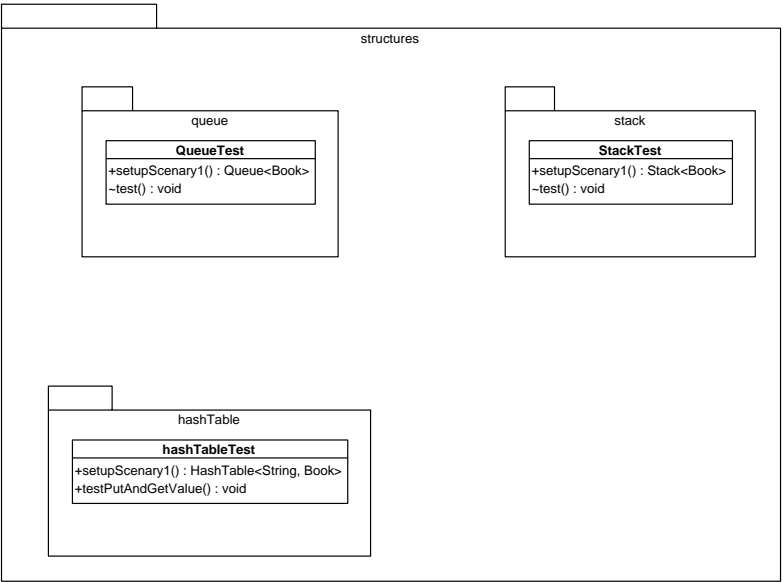 structures
queue
QueueTest
+setupScenary1() : Queue<Book>
~test() : void
stack
StackTest
+setupScenary1() : Stack<Book>
~test() : void
hashTable
hashTableTest
+setupScenary1() : HashTable<String, Book>
+testPutAndGetValue() : void